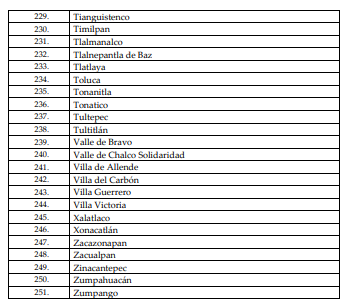 229. Tianguistenco
230. Timilpan
231. Tlalmanalco
232. Tlalnepantla de Baz
233. Tlatlaya
234. Toluca
235. Tonanitla
236. Tonatico
237. Tultepec
238. Tultitlán
239. Valle de Bravo
240. Valle de Chalco Solidaridad
241. Villa de Allende
242. Villa del Carbón
243. Villa Guerrero
244. Villa Victoria
245. Xalatlaco
246. Xonacatlán
247. Zacazonapan
248. Zacualpan
249. Zinacantepec
250. Zumpahuacán
251. Zumpango